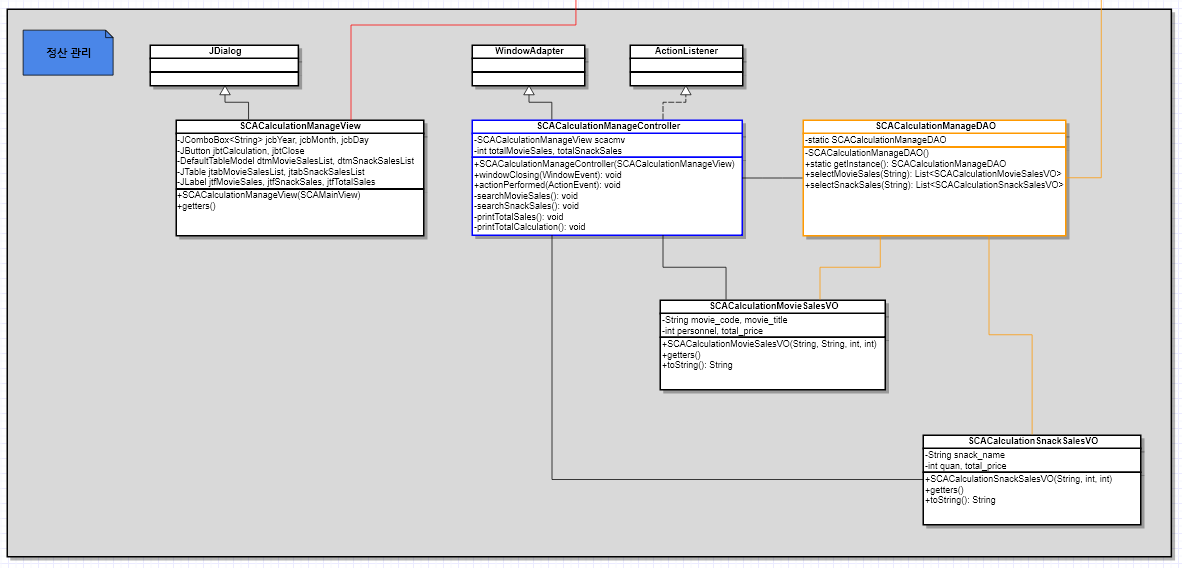 정산 관리
JDialog
WindowAdapter
ActionListener
SCACalculationManageView
-JComboBox<String> jcbYear, jcbMonth, jcbDay
-JButton jbtCalculation, jbtClose
-DefaultTableModel dtmMovieSalesList, dtmSnackSalesList
-JTable jtabMovieSalesList, jtabSnackSalesList
-JLabel jtfMovieSales, jtfSnackSales, jtfTotalSales
+SCACalculationManageView(SCAMainView)
+getters()
SCACalculationManageController
-SCACalculationManageView scacmv
-int totalMovieSales, totalSnackSales
+SCACalculationManageController(SCACalculationManageView)
+windowClosing(WindowEvent): void
+actionPerformed(ActionEvent): void
-searchMovieSales(): void
-searchSnackSales(): void
-printTotalSales(): void
-printTotalCalculation(): void
SCACalculationManageDAO
-static SCACalculationManageDAO
-SCACalculationManageDAO()
+static getInstance(): SCACalculationManageDAO
+selectMovieSales(String): List<SCACalculationMovieSalesVO>
+selectSnackSales(String): List<SCACalculationSnackSalesVO>
SCACalculationMovieSalesVO
-String movie_code, movie_title
-int personnel, total_price
+SCACalculationMovieSalesVO(String, String, int, int)
+getters()
+toString(): String
SCACalculationSnackSalesVO
-String snack_name
-int quan, total_price
+SCACalculationSnackSalesVO(String, int, int)
+getters()
+toString(): String